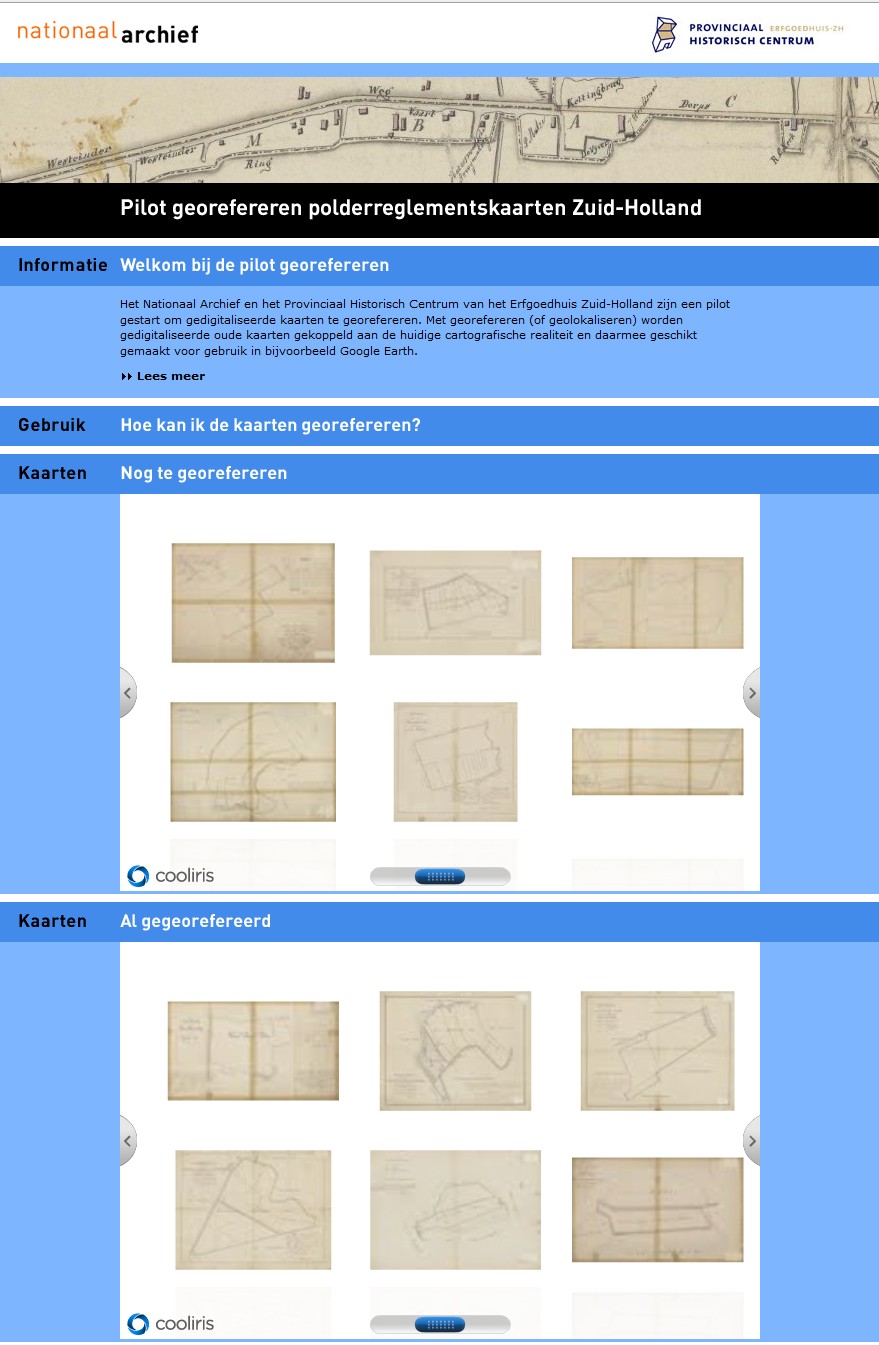 nationaal archief
PROVINCIAAL ERFGOEDHUIS-ZH
HISTORISCH CENTRUM
Weg
Kettingbrug
Dorps C
Vaart
M
B
A
Westeinder
Westeinder
Ring
Pilot georefereren polderreglementskaarten Zuid-Holland
Informatie Welkom bij de pilot georefereren
Het Nationaal Archief en het Provinciaal Historisch Centrum van het Erfgoedhuis Zuid-Holland zijn een pilot
gestart om gedigitaliseerde kaarten te georefereren. Met georefereren (of geolokaliseren) worden
gedigitaliseerde oude kaarten gekoppeld aan de huidige cartografische realiteit en daarmee geschikt
gemaakt voor gebruik in bijvoorbeeld Google Earth.
Lees meer
Gebruik Hoe kan ik de kaarten georefereren?
Kaarten Nog te georefereren
cooliris
Kaarten Al gegeorefereerd
cooliris